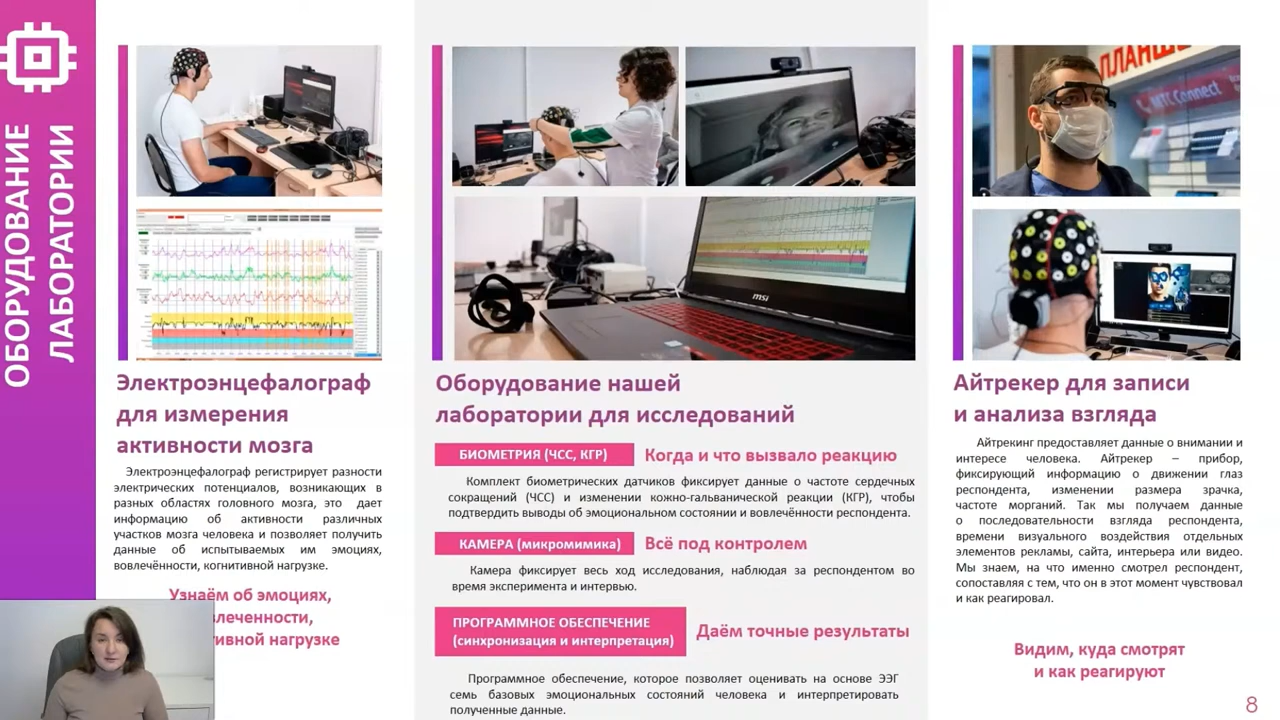 ОБОРУДОВАНИЕ
ЛАБОРАТОРИИ
Электроэнцефалограф
для измерения
активности мозга
Электроэнцефалограф регистрирует разности
электрических потенциалов, возникающих в
разных областях головного мозга, это дает
информацию об активности различных
участков мозга человека и позволяет получить
данные об испытываемых им эмоциях,
вовлечённости, когнитивной нагрузке.
Узнаём об эмоциях,
нагрузке
msi
Оборудование нашей
лаборатории для исследований
БИОМЕТРИЯ (ЧСС, КГР)
Когда и что вызвало реакцию
Комплект биометрических датчиков фиксирует данные о частоте сердечных
сокращений (ЧСС) и изменении кожно-гальванической реакции (КГР), чтобы
подтвердить выводы об эмоциональном состоянии и вовлечённости респондента.
КАМЕРА (микромимика)
Всё под контролем
Камера фиксирует весь ход исследования, наблюдая за респондентом во
время эксперимента и интервью.
ПРОГРАММНОЕ ОБЕСПЕЧЕНИЕ
(синхронизация и интерпретация)
Даём точные результаты
Программное обеспечение, которое позволяет оценивать на основе ЭЭГ
семь базовых эмоциональных состояний человека и интерпретировать
полученные данные.
МТС Connect
Айтрекер для записи
и анализа взгляда
Айтрекинг предоставляет данные о внимании и
интересе человека. Айтрекер – прибор,
фиксирующий информацию о движении глаз
респондента, изменении размера зрачка,
частоте морганий. Так мы получаем данные
о последовательности взгляда респондента,
времени визуального воздействия отдельных
элементов рекламы, сайта, интерьера или видео.
Мы знаем, на что именно смотрел респондент,
сопоставляя с тем, что он в этот момент чувствовал
и как реагировал.
Видим, куда смотрят
и как реагируют
8